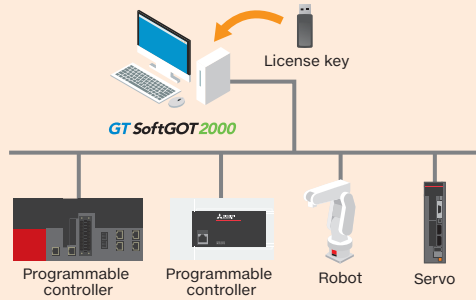 License key
GT SoftGOT2000
Programmable
controller
Programmable
controller
Robot
Servo